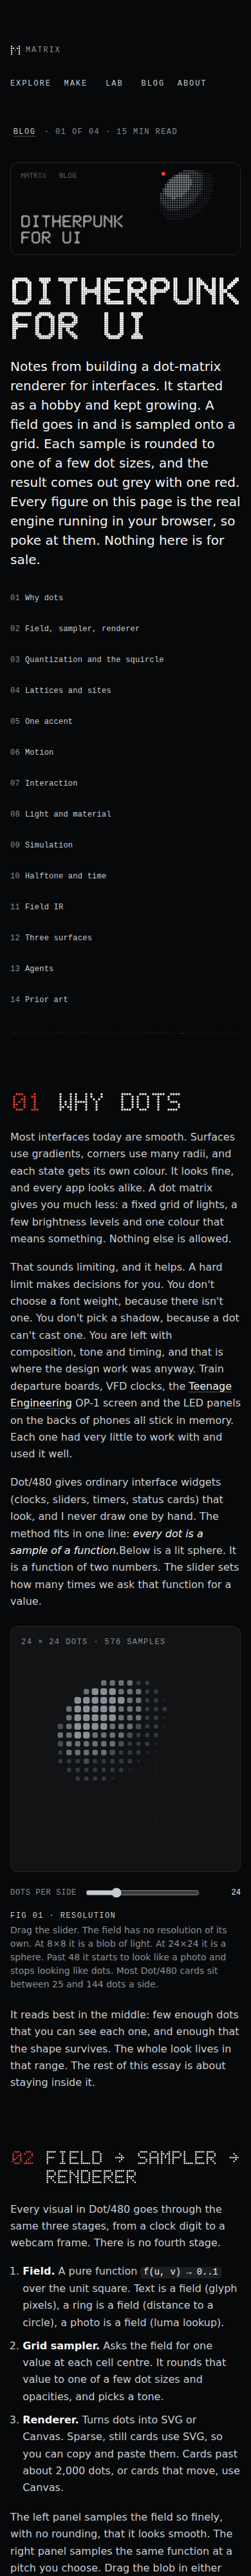 MATRIX
EXPLORE MAKE LAB BLOG ABOUT
BLOG · 01 OF 04 · 15 MIN READ
MATRIX · BLOG
DITHERPUNK
FOR UI
DITHERPUNK
FOR UI
Notes from building a dot-matrix
renderer for interfaces. It started
as a hobby and kept growing. A
field goes in and is sampled onto a
grid. Each sample is rounded to
one of a few dot sizes, and the
result comes out grey with one red.
Every figure on this page is the real
engine running in your browser, so
poke at them. Nothing here is for
sale.
01 Why dots
02 Field, sampler, renderer
03 Quantization and the squircle
04 Lattices and sites
05 One accent
06 Motion
07 Interaction
08 Light and material
09 Simulation
10 Halftone and time
11 Field IR
12 Three surfaces
13 Agents
14 Prior art
01 WHY DOTS
Most interfaces today are smooth. Surfaces
use gradients, corners use many radii, and
each state gets its own colour. It looks fine,
and every app looks alike. A dot matrix
gives you much less: a fixed grid of lights, a
few brightness levels and one colour that
means something. Nothing else is allowed.
That sounds limiting, and it helps. A hard
limit makes decisions for you. You don't
choose a font weight, because there isn't
one. You don't pick a shadow, because a dot
can't cast one. You are left with
composition, tone and timing, and that is
where the design work was anyway. Train
departure boards, VFD clocks, the Teenage
Engineering OP-1 screen and the LED panels
on the backs of phones all stick in memory.
Each one had very little to work with and
used it well.
Dot/480 gives ordinary interface widgets
(clocks, sliders, timers, status cards) that
look, and I never draw one by hand. The
method fits in one line: every dot is a
sample of a function.Below is a lit sphere. It
is a function of two numbers. The slider sets
how many times we ask that function for a
value.
24 × 24 DOTS · 576 SAMPLES
DOTS PER SIDE 24
FIG 01 · RESOLUTION
Drag the slider. The field has no resolution of its
own. At 8×8 it is a blob of light. At 24×24 it is a
sphere. Past 48 it starts to look like a photo and
stops looking like dots. Most Dot/480 cards sit
between 25 and 144 dots a side.
It reads best in the middle: few enough dots
that you can see each one, and enough that
the shape survives. The whole look lives in
that range. The rest of this essay is about
staying inside it.
02 FIELD → SAMPLER →
RENDERER
Every visual in Dot/480 goes through the
same three stages, from a clock digit to a
webcam frame. There is no fourth stage.
1. Field. A pure function f(u, v) → 0..1
over the unit square. Text is a field (glyph
pixels), a ring is a field (distance to a
circle), a photo is a field (luma lookup).
2. Grid sampler. Asks the field for one
value at each cell centre. It rounds that
value to one of a few dot sizes and
opacities, and picks a tone.
3. Renderer. Turns dots into SVG or
Canvas. Sparse, still cards use SVG, so
you can copy and paste them. Cards past
about 2,000 dots, or cards that move, use
Canvas.
The left panel samples the field so finely,
with no rounding, that it looks smooth. The
right panel samples the same function at a
pitch you choose. Drag the blob in either